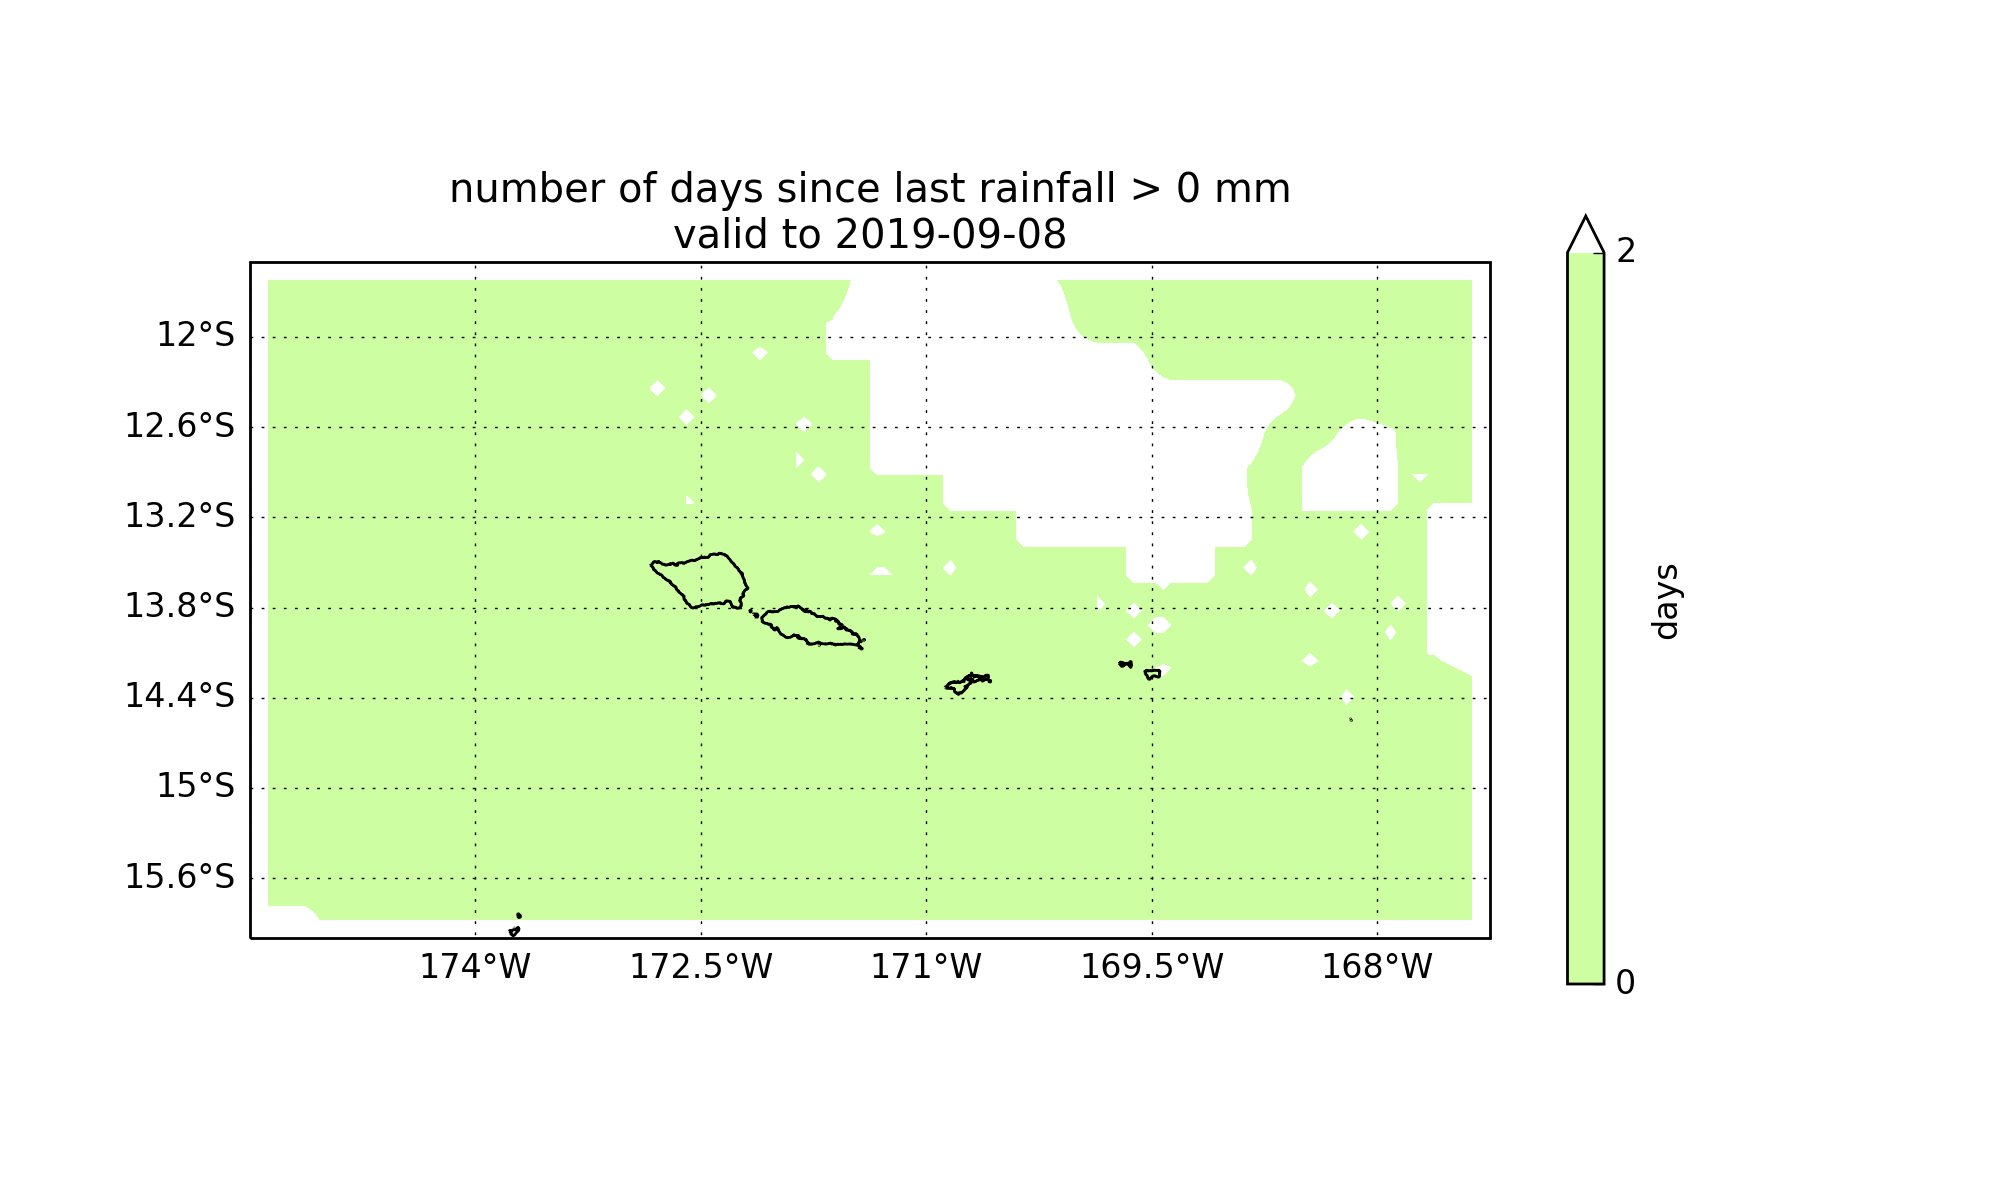 number of days since last rainfall > 0 mm
valid to 2019-09-08
2
12°S
12.6°S
13.2°S
13.8°S
14.4°S
15°S
15.6°S
days
174°W 172.5°W 171°W 169.5°W 168°W
0